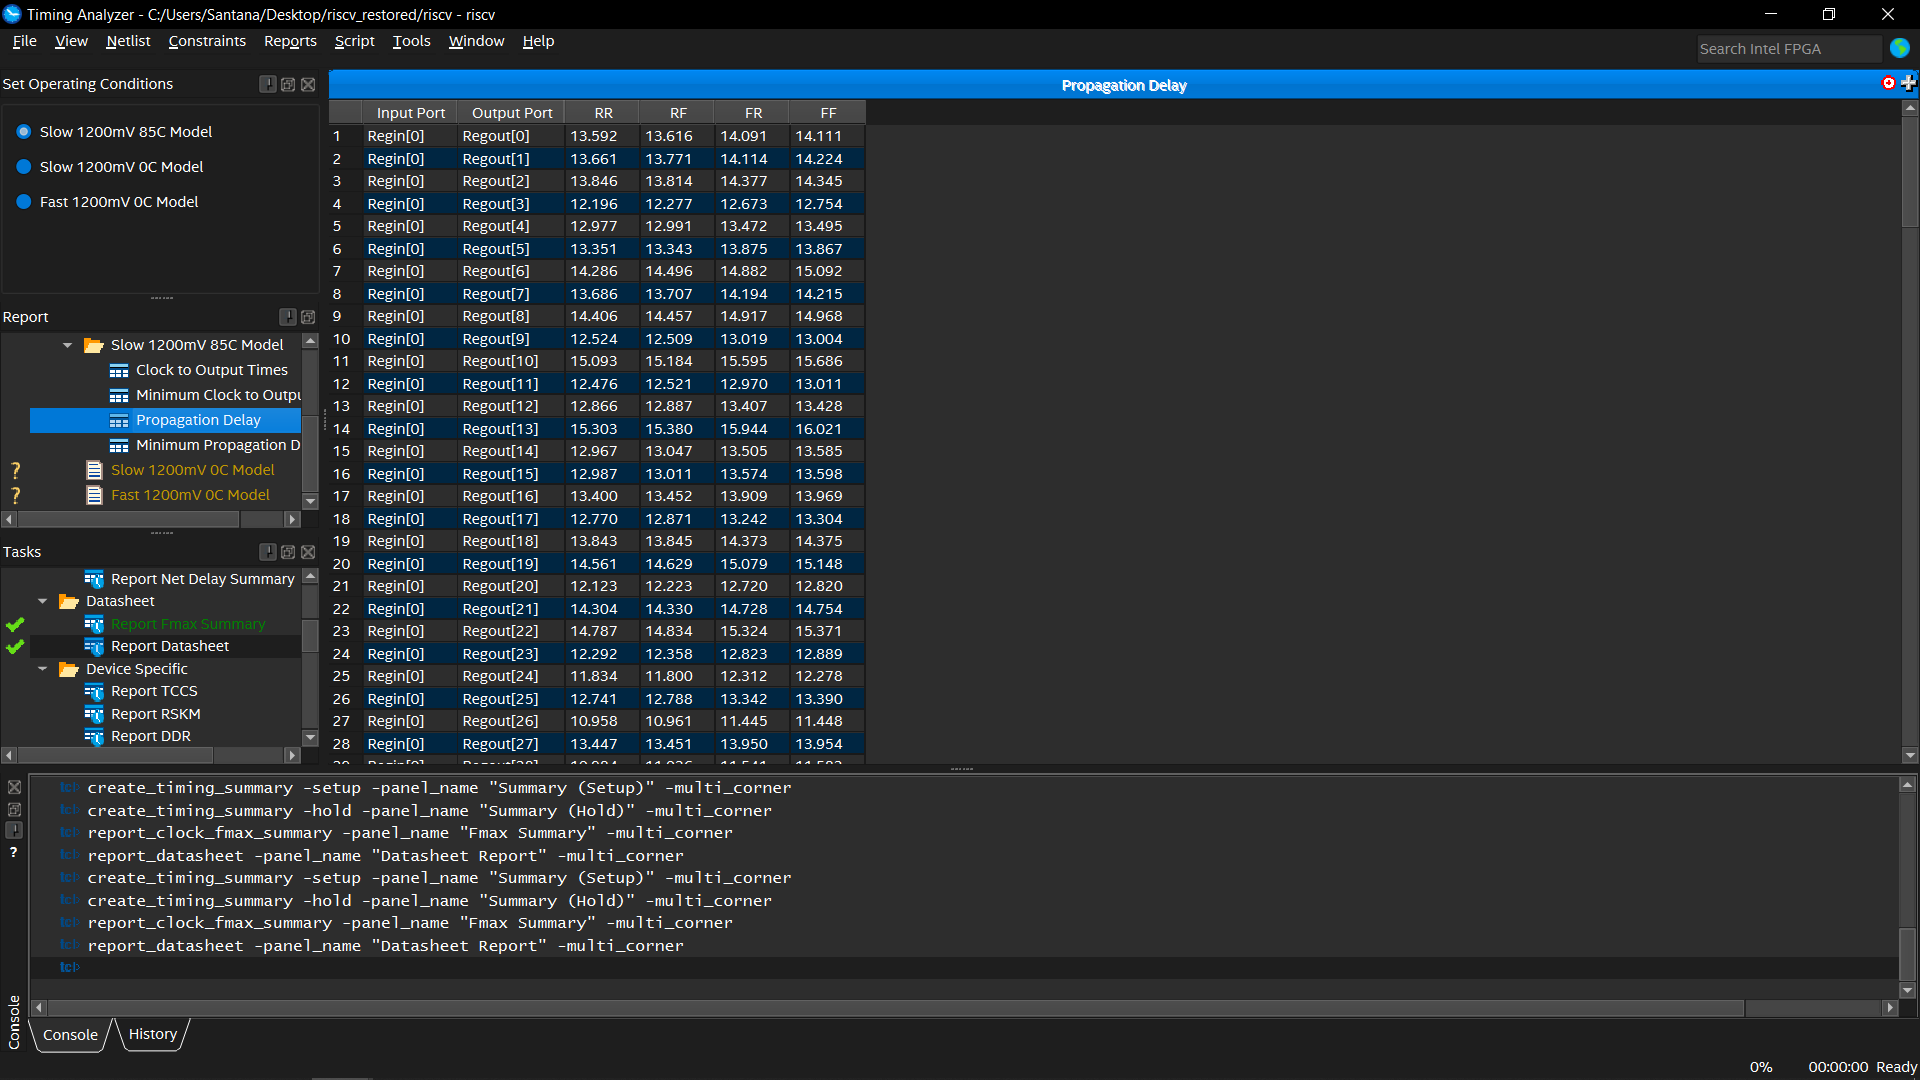 Timing Analyzer - C:/Users/Santana/Desktop/riscv_restored/riscv - riscv
File View Netlist Constraints Reports Script Tools Window Help
Search Intel FPGA
Set Operating Conditions
Slow 1200mV 85C Model
Slow 1200mV 0C Model
Fast 1200mV 0C Model
Report
Slow 1200mV 85C Model
Clock to Output Times
Minimum Clock to Outpu
Propagation Delay
Minimum Propagation D
? Slow 1200mV 0C Model
? Fast 1200mV 0C Model
Tasks
Report Net Delay Summary
Datasheet
Report Fmax Summary
Report Datasheet
Device Specific
Report TCCS
Report RSKM
Report DDR
Propagation Delay
Input Port Output Port RR RF FR FF
1 Regin[0] Regout[0] 13.592 13.616 14.091 14.111
2 Regin[0] Regout[1] 13.661 13.771 14.114 14.224
3 Regin[0] Regout[2] 13.846 13.814 14.377 14.345
4 Regin[0] Regout[3] 12.196 12.277 12.673 12.754
5 Regin[0] Regout[4] 12.977 12.991 13.472 13.495
6 Regin[0] Regout[5] 13.351 13.343 13.875 13.867
7 Regin[0] Regout[6] 14.286 14.496 14.882 15.092
8 Regin[0] Regout[7] 13.686 13.707 14.194 14.215
9 Regin[0] Regout[8] 14.406 14.457 14.917 14.968
10 Regin[0] Regout[9] 12.524 12.509 13.019 13.004
11 Regin[0] Regout[10] 15.093 15.184 15.595 15.686
12 Regin[0] Regout[11] 12.476 12.521 12.970 13.011
13 Regin[0] Regout[12] 12.866 12.887 13.407 13.428
14 Regin[0] Regout[13] 15.303 15.380 15.944 16.021
15 Regin[0] Regout[14] 12.967 13.047 13.505 13.585
16 Regin[0] Regout[15] 12.987 13.011 13.574 13.598
17 Regin[0] Regout[16] 13.400 13.452 13.909 13.969
18 Regin[0] Regout[17] 12.770 12.871 13.242 13.304
19 Regin[0] Regout[18] 13.843 13.845 14.373 14.375
20 Regin[0] Regout[19] 14.561 14.629 15.079 15.148
21 Regin[0] Regout[20] 12.123 12.223 12.720 12.820
22 Regin[0] Regout[21] 14.304 14.330 14.728 14.754
23 Regin[0] Regout[22] 14.787 14.834 15.324 15.371
24 Regin[0] Regout[23] 12.292 12.358 12.823 12.889
25 Regin[0] Regout[24] 11.834 11.800 12.312 12.278
26 Regin[0] Regout[25] 12.741 12.788 13.342 13.390
27 Regin[0] Regout[26] 10.958 10.961 11.445 11.448
28 Regin[0] Regout[27] 13.447 13.451 13.950 13.954
tcl> create_timing_summary -setup -panel_name "Summary (Setup)" -multi_corner
tcl> create_timing_summary -hold -panel_name "Summary (Hold)" -multi_corner
tcl> report_clock_fmax_summary -panel_name "Fmax Summary" -multi_corner
tcl> report_datasheet -panel_name "Datasheet Report" -multi_corner
tcl> create_timing_summary -setup -panel_name "Summary (Setup)" -multi_corner
tcl> create_timing_summary -hold -panel_name "Summary (Hold)" -multi_corner
tcl> report_clock_fmax_summary -panel_name "Fmax Summary" -multi_corner
tcl> report_datasheet -panel_name "Datasheet Report" -multi_corner
tcl>
?
Console
Console History
0% 00:00:00 Ready